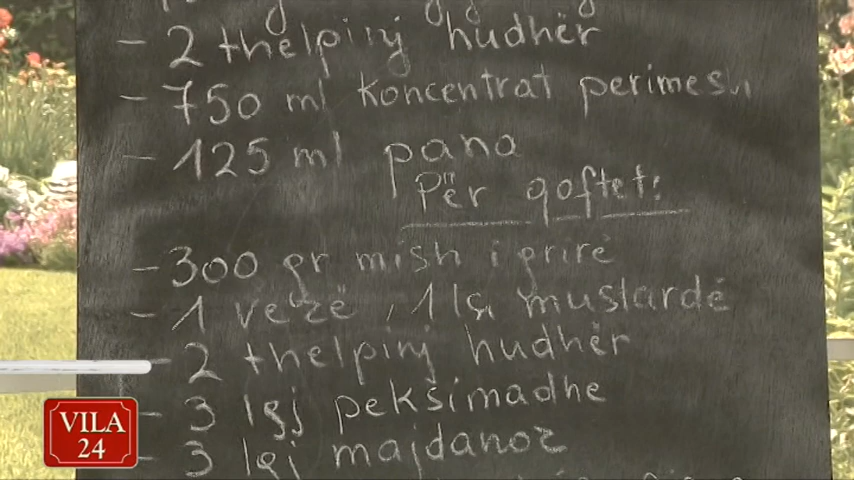 - 2 thelpinj hudhër
- 750 ml koncentrat perimesh
- 125 ml pana
Për qoftet:
- 300 gr mish i grirë
- 1 vezë, 1 lgj mustardë
- 2 thelpinj hudhër
- 3 lgj peksimadhe
- 3 lgj majdanoz
VILA
24